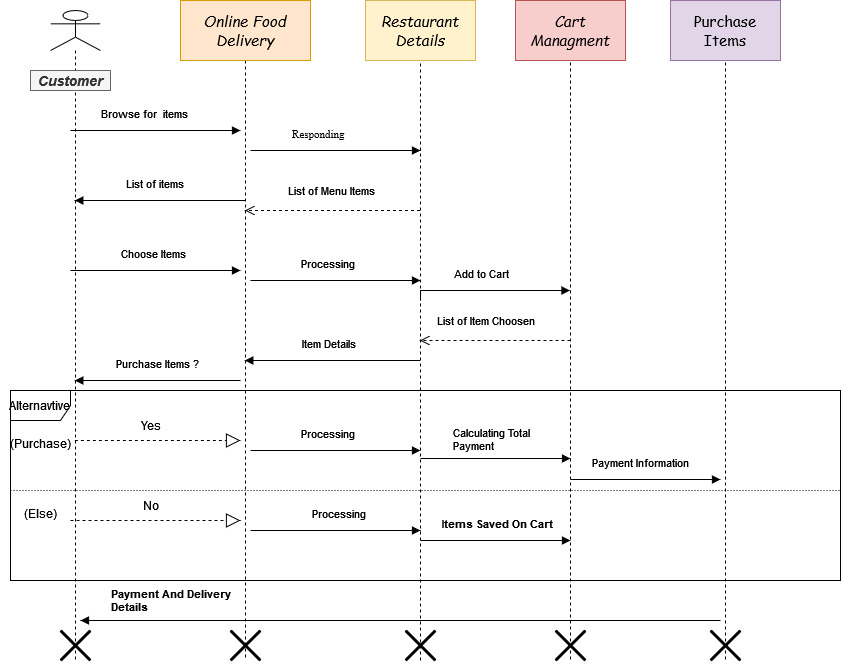 Online Food
Delivery
Restaurant
Details
Cart
Managment
Purchase
Items
Customer
Browse for items
Responding
List of items
List of Menu Items
Choose Items
Processing
Add to Cart
List of Item Choosen
Item Details
Purchase Items ?
Alternavtive
(Purchase)
Yes
Processing
Calculating Total
Payment
Payment Information
(Else)
No
Processing
Items Saved On Cart
Payment And Delivery
Details